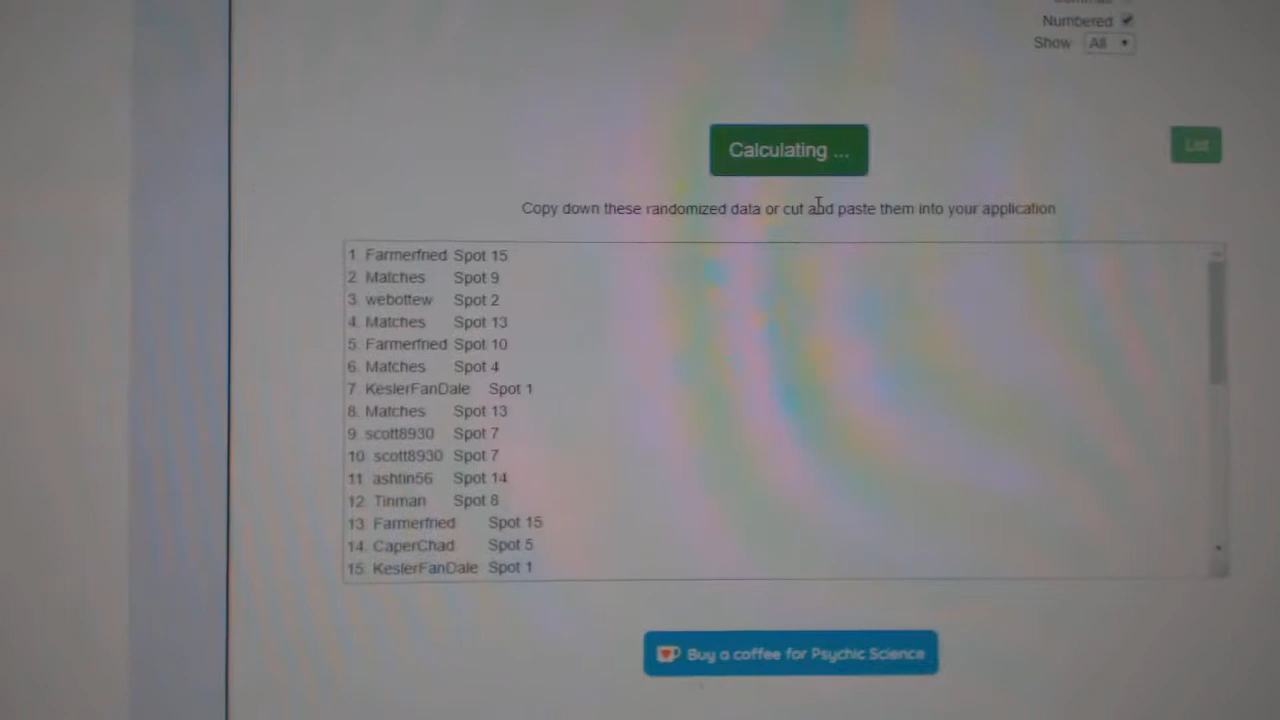 Numbered
Show All
Calculating ...
List
Copy down these randomized data or cut and paste them into your application
1. Farmerfried Spot 15
2. Matches Spot 9
3. webottew Spot 2
4. Matches Spot 13
5. Farmerfried Spot 10
6. Matches Spot 4
7. KeslerFanDale Spot 1
8. Matches Spot 13
9. scott8930 Spot 7
10. scott8930 Spot 7
11. ashtin56 Spot 14
12. Tinman Spot 8
13. Farmerfried Spot 15
14. CaperChad Spot 5
15. KeslerFanDale Spot 1
Buy a coffee for Psychic Science